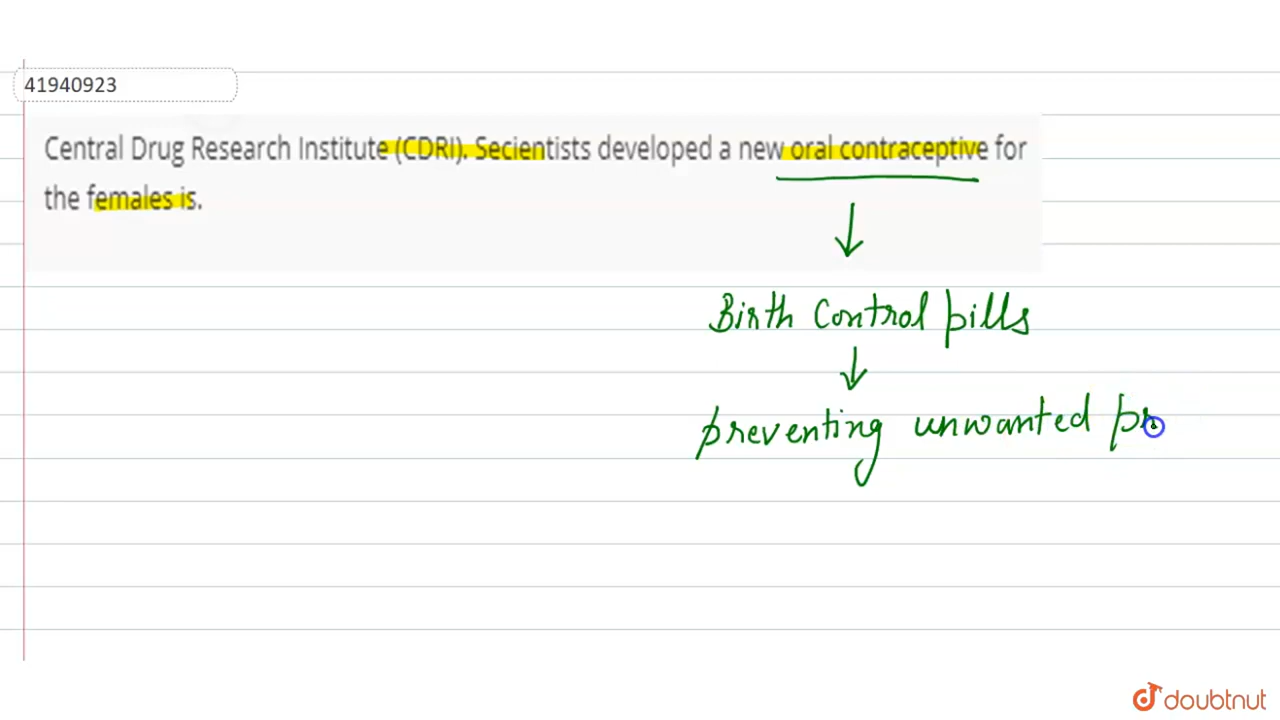 41940923
Central Drug Research Institute (CDRI). Secientists developed a new oral contraceptive for
the females is.
Birth Control pills
preventing unwanted pr
doubtnut